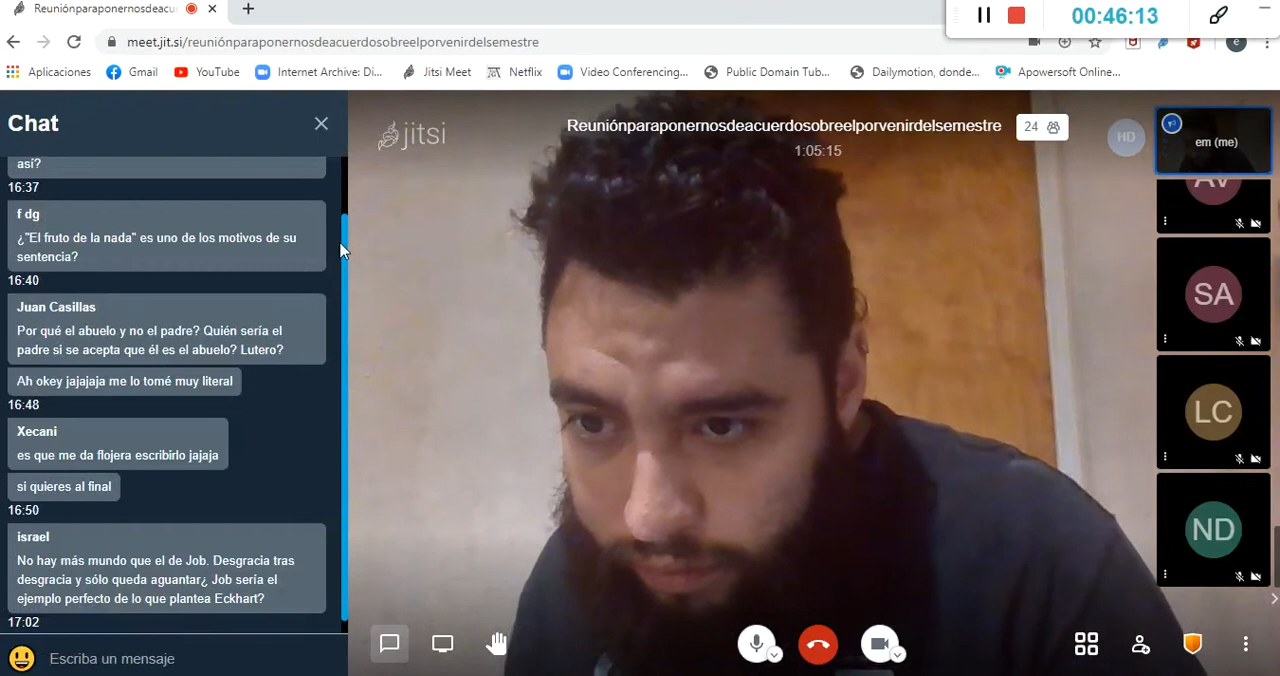 Reuniónparaponernosdeacu
00:46:13
meet.jit.si/reuniónparaponernosdeacuerdosobreelporvenirdelsemestre
e
Aplicaciones Gmail YouTube Internet Archive: Di... Jitsi Meet Netflix Video Conferencing... Public Domain Tub... Dailymotion, donde... Apowersoft Online...
Chat
así?
16:37
f dg
¿"El fruto de la nada" es uno de los motivos de su
sentencia?
16:40
Juan Casillas
Por qué el abuelo y no el padre? Quién sería el
padre si se acepta que él es el abuelo? Lutero?
Ah okey jajajaja me lo tomé muy literal
16:48
Xecani
es que me da flojera escribirlo jajaja
si quieres al final
16:50
israel
No hay más mundo que el de Job. Desgracia tras
desgracia y sólo queda aguantar¿ Job sería el
ejemplo perfecto de lo que plantea Eckhart?
17:02
Escribe un mensaje
jitsi
Reuniónparaponernosdeacuerdosobreelporvenirdelsemestre
24
1:05:15
HD
em (me)
AV
SA
LC
ND